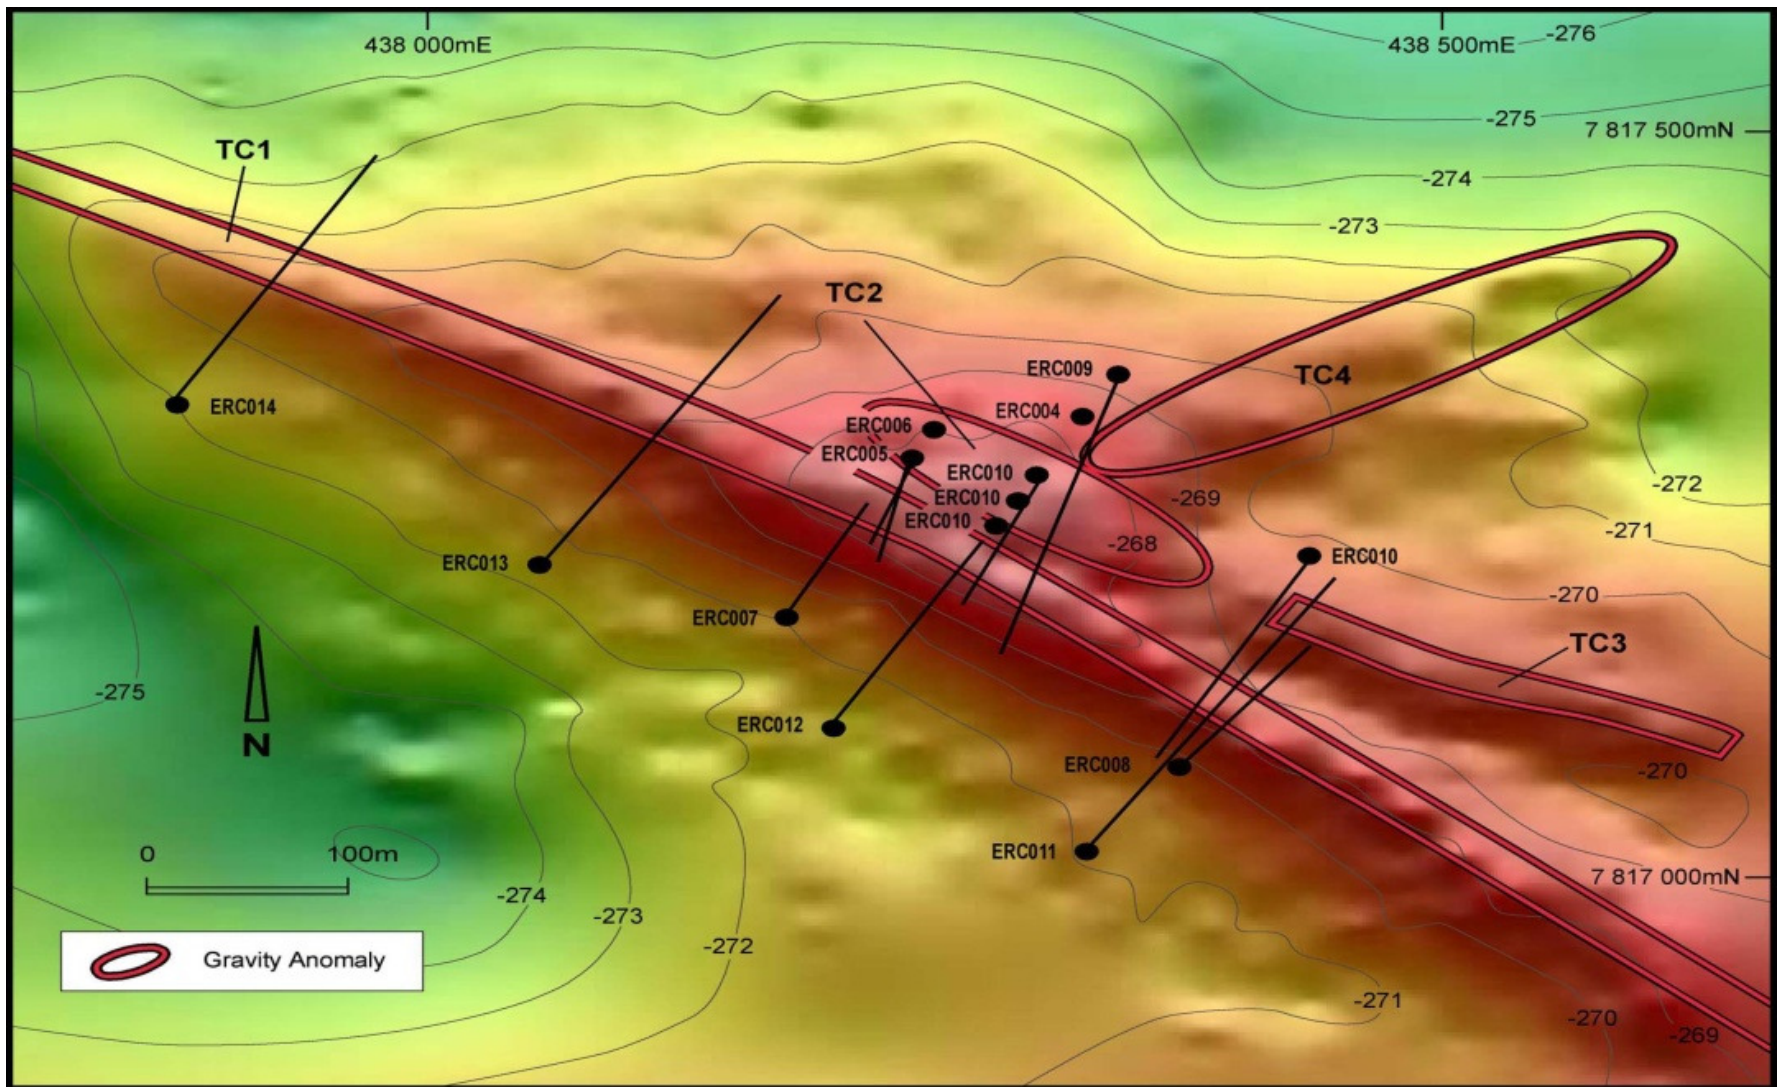 438 000mE
438 500mE
-276
-275
7 817 500mN
TC1
-274
-273
TC2
ERC009
TC4
ERC014
ERC004
ERC006
ERC005
ERC010
-272
ERC010
-269
ERC010
-271
-268
ERC013
ERC010
-270
ERC007
TC3
-275
ERC012
N
ERC008
-270
0
100m
ERC011
7 817 000mN
-274
-273
-272
Gravity Anomaly
-271
-270
-269